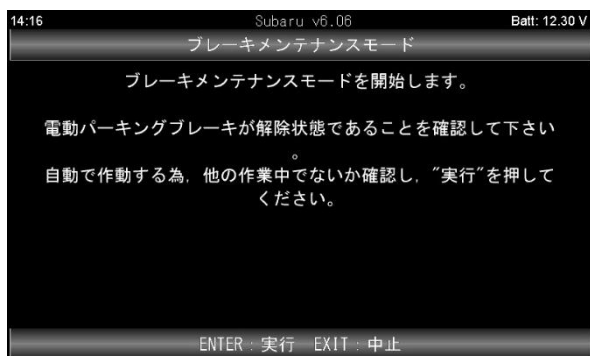 14:16 Subaru v6.06 Batt: 12.30 V
ブレーキメンテナンスモード
ブレーキメンテナンスモードを開始します。
電動パーキングブレーキが解除状態であることを確認して下さい
。
自動で作動する為, 他の作業中でないか確認し, ″実行″を押して
ください。
ENTER : 実行 EXIT : 中止